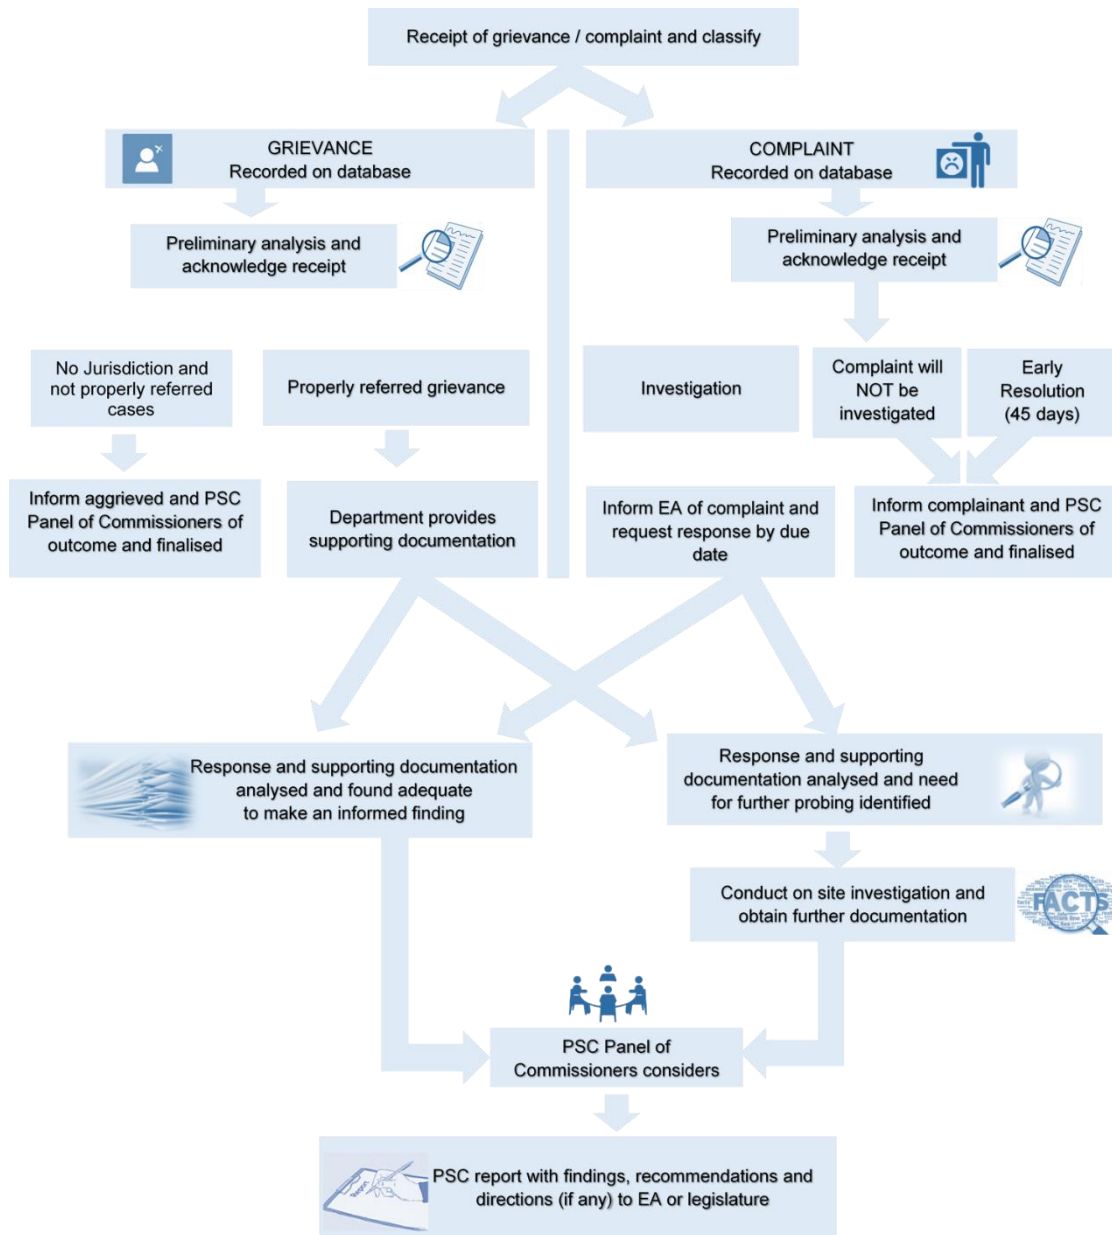 Receipt of grievance / complaint and classify
GRIEVANCE
Recorded on database
COMPLAINT
Recorded on database
Preliminary analysis and
acknowledge receipt
Preliminary analysis and
acknowledge receipt
No Jurisdiction and
not properly referred
cases
Properly referred grievance
Investigation
Complaint will
NOT be
investigated
Early
Resolution
(45 days)
Inform aggrieved and PSC
Panel of Commissioners of
outcome and finalised
Department provides
supporting documentation
Inform EA of complaint and
request response by due
date
Inform complainant and PSC
Panel of Commissioners of
outcome and finalised
Response and supporting documentation
analysed and found adequate
to make an informed finding
Response and supporting
documentation analysed and need
for further probing identified
Conduct on site investigation and
obtain further documentation
FACTS
PSC Panel of
Commissioners considers
Report
PSC report with findings, recommendations and
directions (if any) to EA or legislature